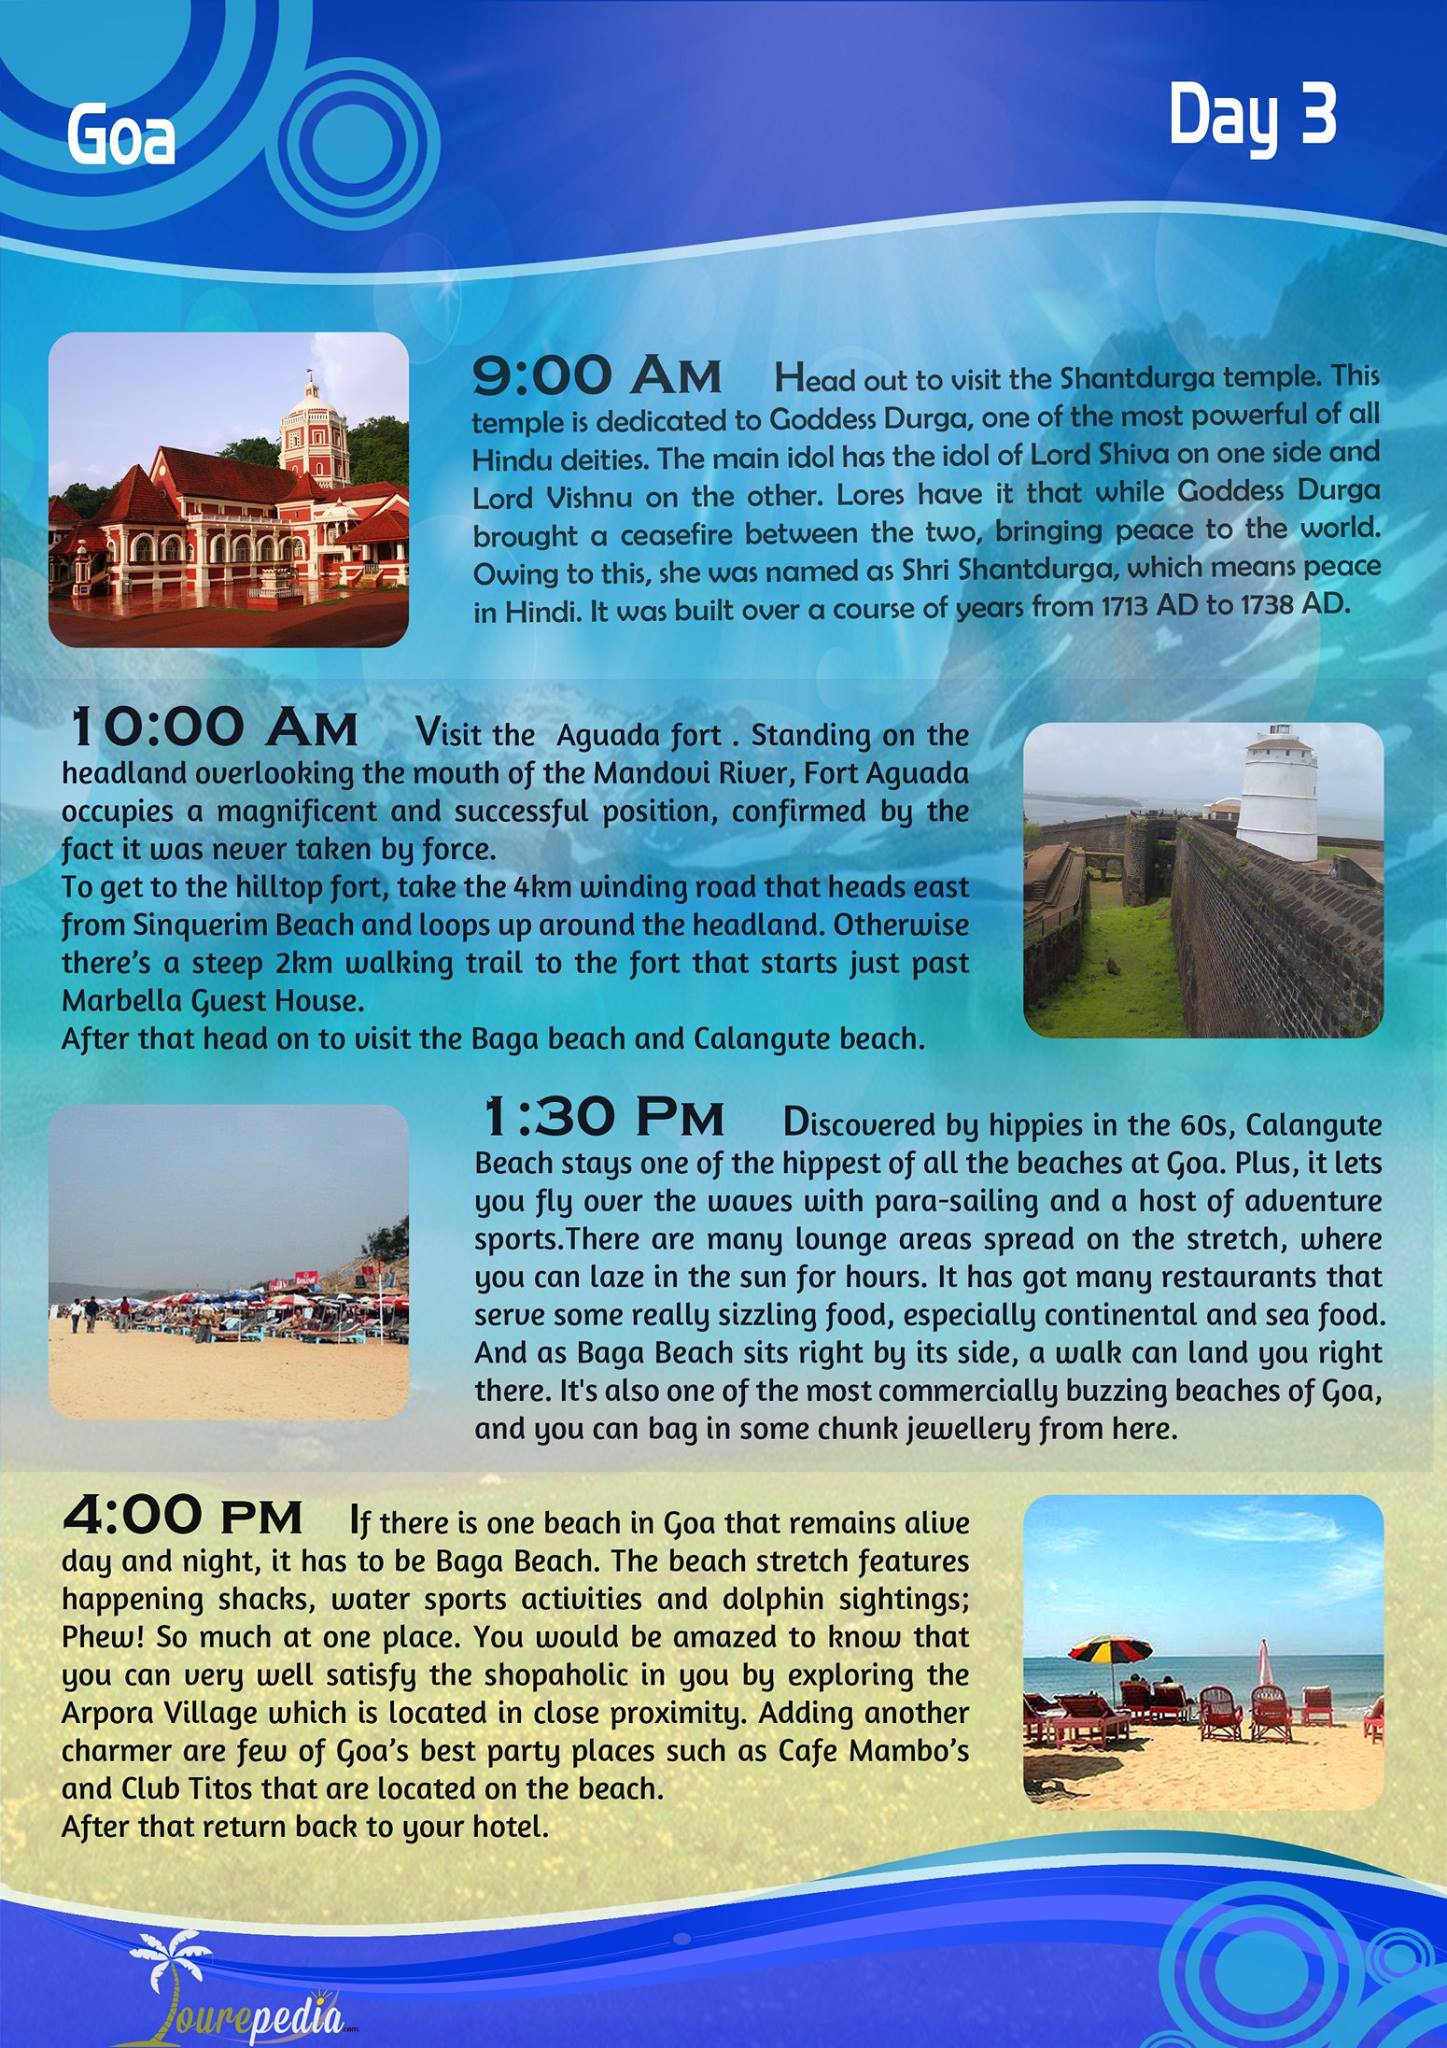 Goa
Day 3
9:00 AM Head out to visit the Shantdurga temple. This
temple is dedicated to Goddess Durga, one of the most powerful of all
Hindu deities. The main idol has the idol of Lord Shiva on one side and
Lord Vishnu on the other. Lores have it that while Goddess Durga
brought a ceasefire between the two, bringing peace to the world.
Owing to this, she was named as Shri Shantdurga, which means peace
in Hindi. It was built over a course of years from 1713 AD to 1738 AD.
10:00 AM Visit the Aguada fort . Standing on the
headland overlooking the mouth of the Mandovi River, Fort Aguada
occupies a magnificent and successful position, confirmed by the
fact it was never taken by force.
To get to the hilltop fort, take the 4km winding road that heads east
from Sinquerim Beach and loops up around the headland. Otherwise
there's a steep 2km walking trail to the fort that starts just past
Marbella Guest House.
After that head on to visit the Baga beach and Calangute beach.
1:30 PM Discovered by hippies in the 60s, Calangute
Beach stays one of the hippest of all the beaches at Goa. Plus, it lets
you fly over the waves with para-sailing and a host of adventure
sports.There are many lounge areas spread on the stretch, where
you can laze in the sun for hours. It has got many restaurants that
serve some really sizzling food, especially continental and sea food.
And as Baga Beach sits right by its side, a walk can land you right
there. It's also one of the most commercially buzzing beaches of Goa,
and you can bag in some chunk jewellery from here.
4:00 PM If there is one beach in Goa that remains alive
day and night, it has to be Baga Beach. The beach stretch features
happening shacks, water sports activities and dolphin sightings;
Phew! So much at one place. You would be amazed to know that
you can very well satisfy the shopaholic in you by exploring the
Arpora Village which is located in close proximity. Adding another
charmer are few of Goa's best party places such as Cafe Mambo's
and Club Titos that are located on the beach.
After that return back to your hotel.
Tourepedia.com